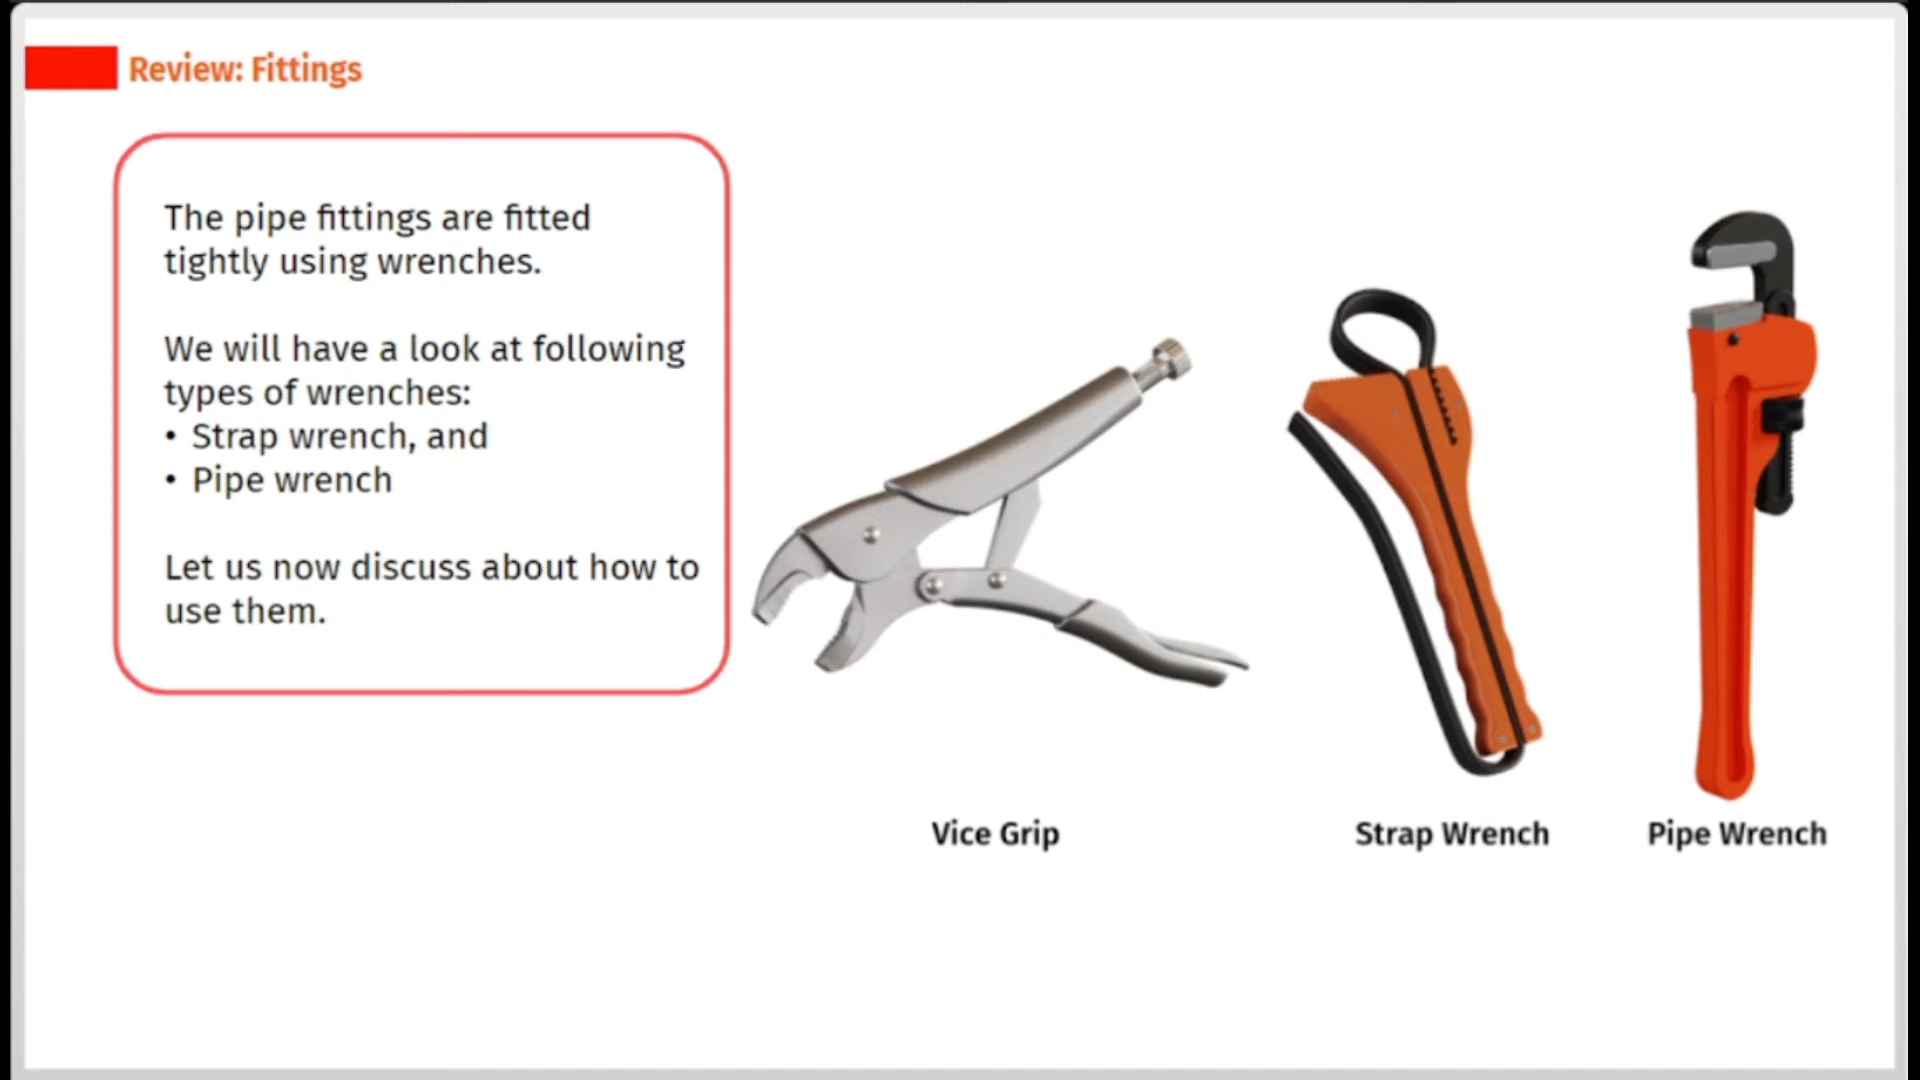 Review: Fittings
The pipe fittings are fitted
tightly using wrenches.
We will have a look at following
types of wrenches:
• Strap wrench, and
• Pipe wrench
Let us now discuss about how to
use them.
Vice Grip
Strap Wrench
Pipe Wrench